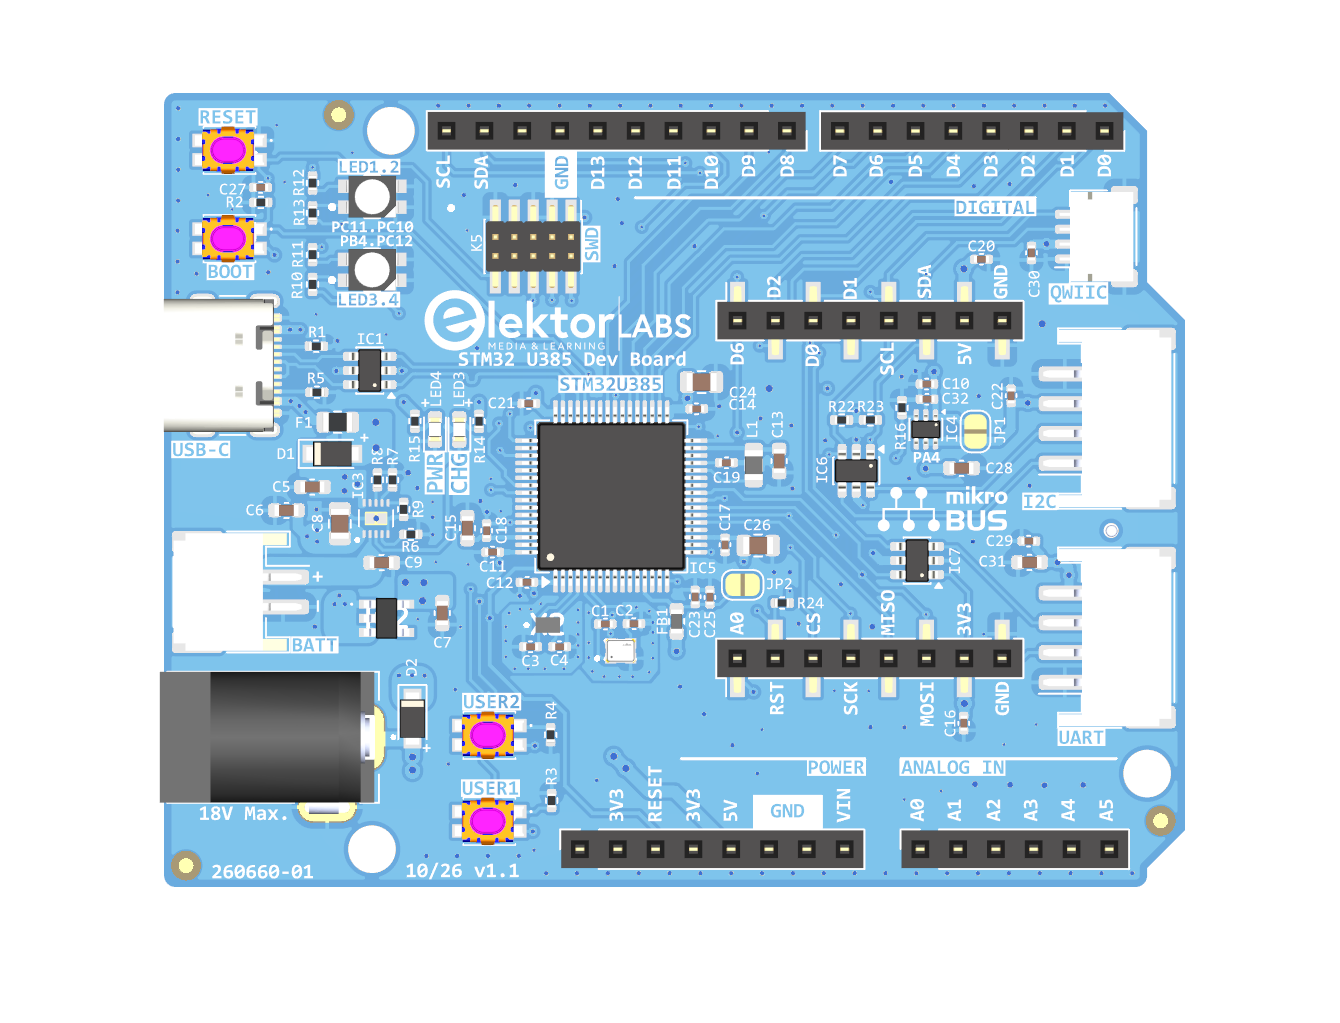 RESET
C27
R2
BOOT
R12
R13
R11
R10
LED1.2
PC11.PC10
PB4.PC12
LED3.4
SCL
SDA
GND
D13
D12
D11
D10
D9
D8
D7
D6
D5
D4
D3
D2
D1
D0
DIGITAL
K5
SWD
C20
C30
QWIIC
elektor LABS
MEDIA & LEARNING
STM32 U385 Dev Board
STM32U385
D2
D1
SDA
GND
D6
D0
SCL
5V
R1
IC1
R5
F1
D1
USB-C
LED4
LED3
R15
R14
PWR
CHG
C21
C24
C14
L1
C13
C19
C17
C26
R22
R23
IC6
R16
C10
C32
IC4
PA4
JP1
C22
C28
I2C
mikro
BUS
C29
C31
IC7
C5
C6
C8
IC3
R7
R9
R6
C9
C15
C18
C11
C12
IC5
JP2
+
BATT
C7
C1
C2
C3
C4
FB1
C23
C25
R24
A0
CS
MISO
3V3
RST
SCK
MOSI
GND
C16
UART
D2
+
18V Max.
USER2
R4
USER1
R3
POWER
ANALOG IN
3V3
RESET
3V3
5V
GND
VIN
A0
A1
A2
A3
A4
A5
260660-01
10/26 v1.1